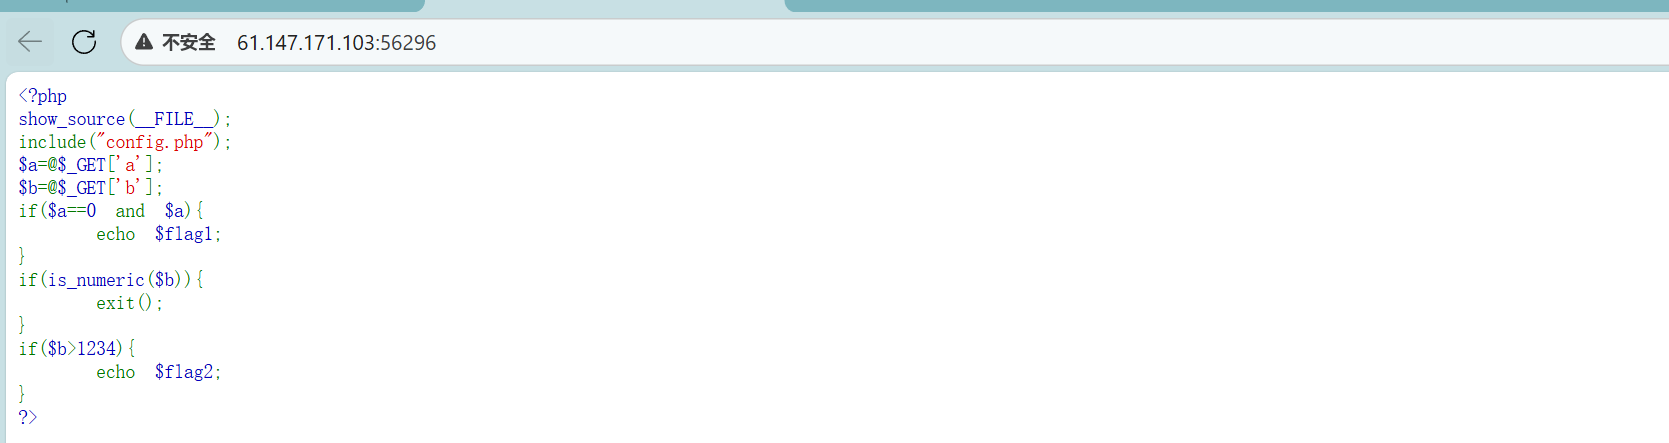 不安全 61.147.171.103:56296
<?php
show_source(__FILE__);
include("config.php");
$a=@$_GET['a'];
$b=@$_GET['b'];
if($a==0 and $a){
echo $flag1;
}
if(is_numeric($b)){
exit();
}
if($b>1234){
echo $flag2;
}
?>